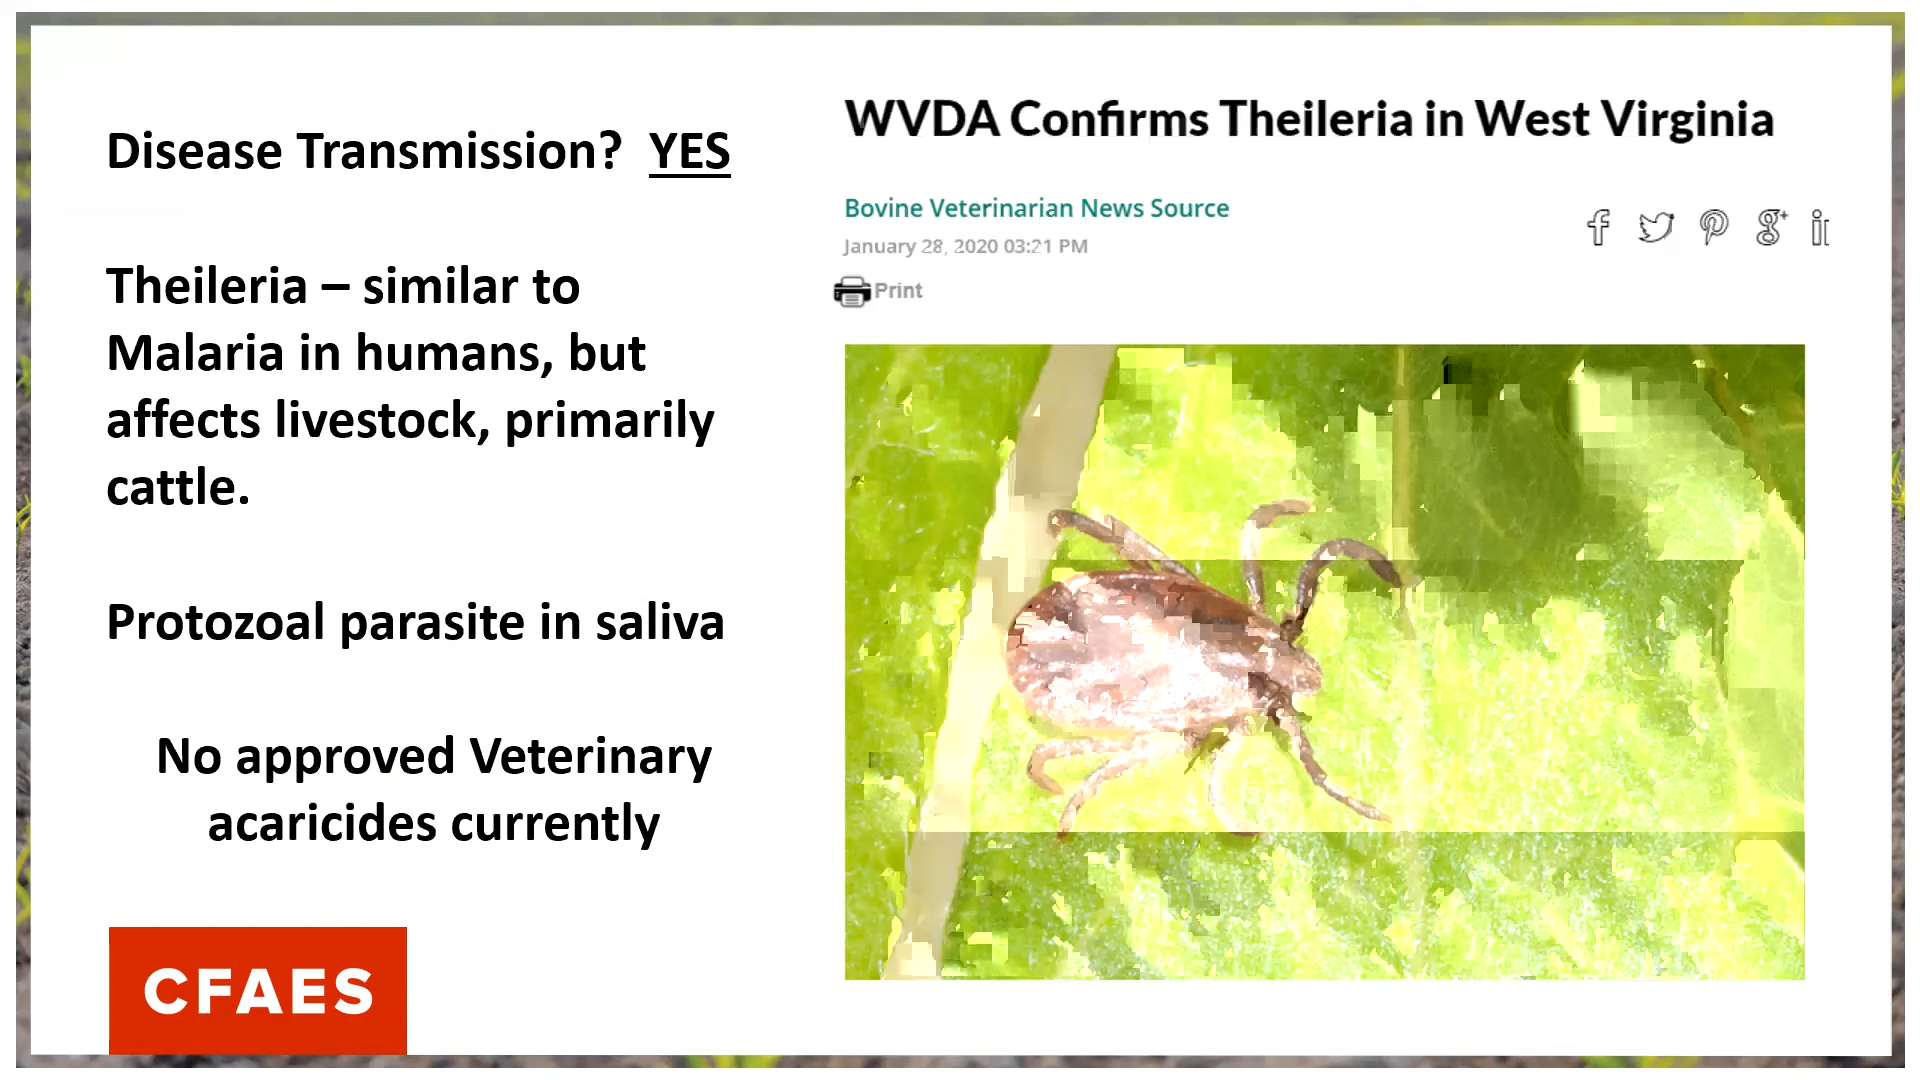 Disease Transmission? YES
Theileria – similar to
Malaria in humans, but
affects livestock, primarily
cattle.
Protozoal parasite in saliva
No approved Veterinary
acaricides currently
CFAES
WVDA Confirms Theileria in West Virginia
Bovine Veterinarian News Source
January 28, 2020 03:21 PM
Print